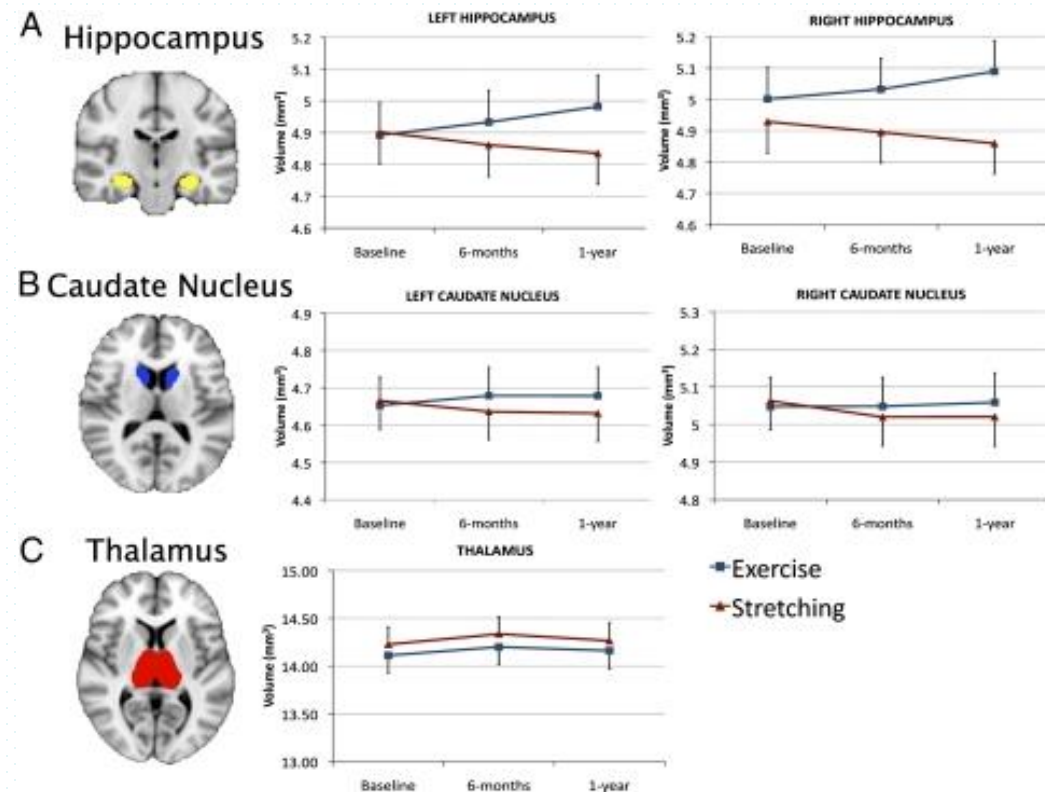 A Hippocampus
LEFT HIPPOCAMPUS
Volume (mm³)
5.2
5.1
5
4.9
4.8
4.7
4.6
Baseline 6-months 1-year
RIGHT HIPPOCAMPUS
Volume (mm³)
5.2
5.1
5
4.9
4.8
4.7
4.6
Baseline 6-months 1-year
B Caudate Nucleus
LEFT CAUDATE NUCLEUS
Volume (mm³)
4.9
4.8
4.7
4.6
4.5
4.4
Baseline 6-months 1-year
RIGHT CAUDATE NUCLEUS
Volume (mm³)
5.3
5.2
5.1
5
4.9
4.8
Baseline 6-months 1-year
C Thalamus
THALAMUS
Volume (mm³)
15.00
14.50
14.00
13.50
13.00
Baseline 6-months 1-year
Exercise
Stretching